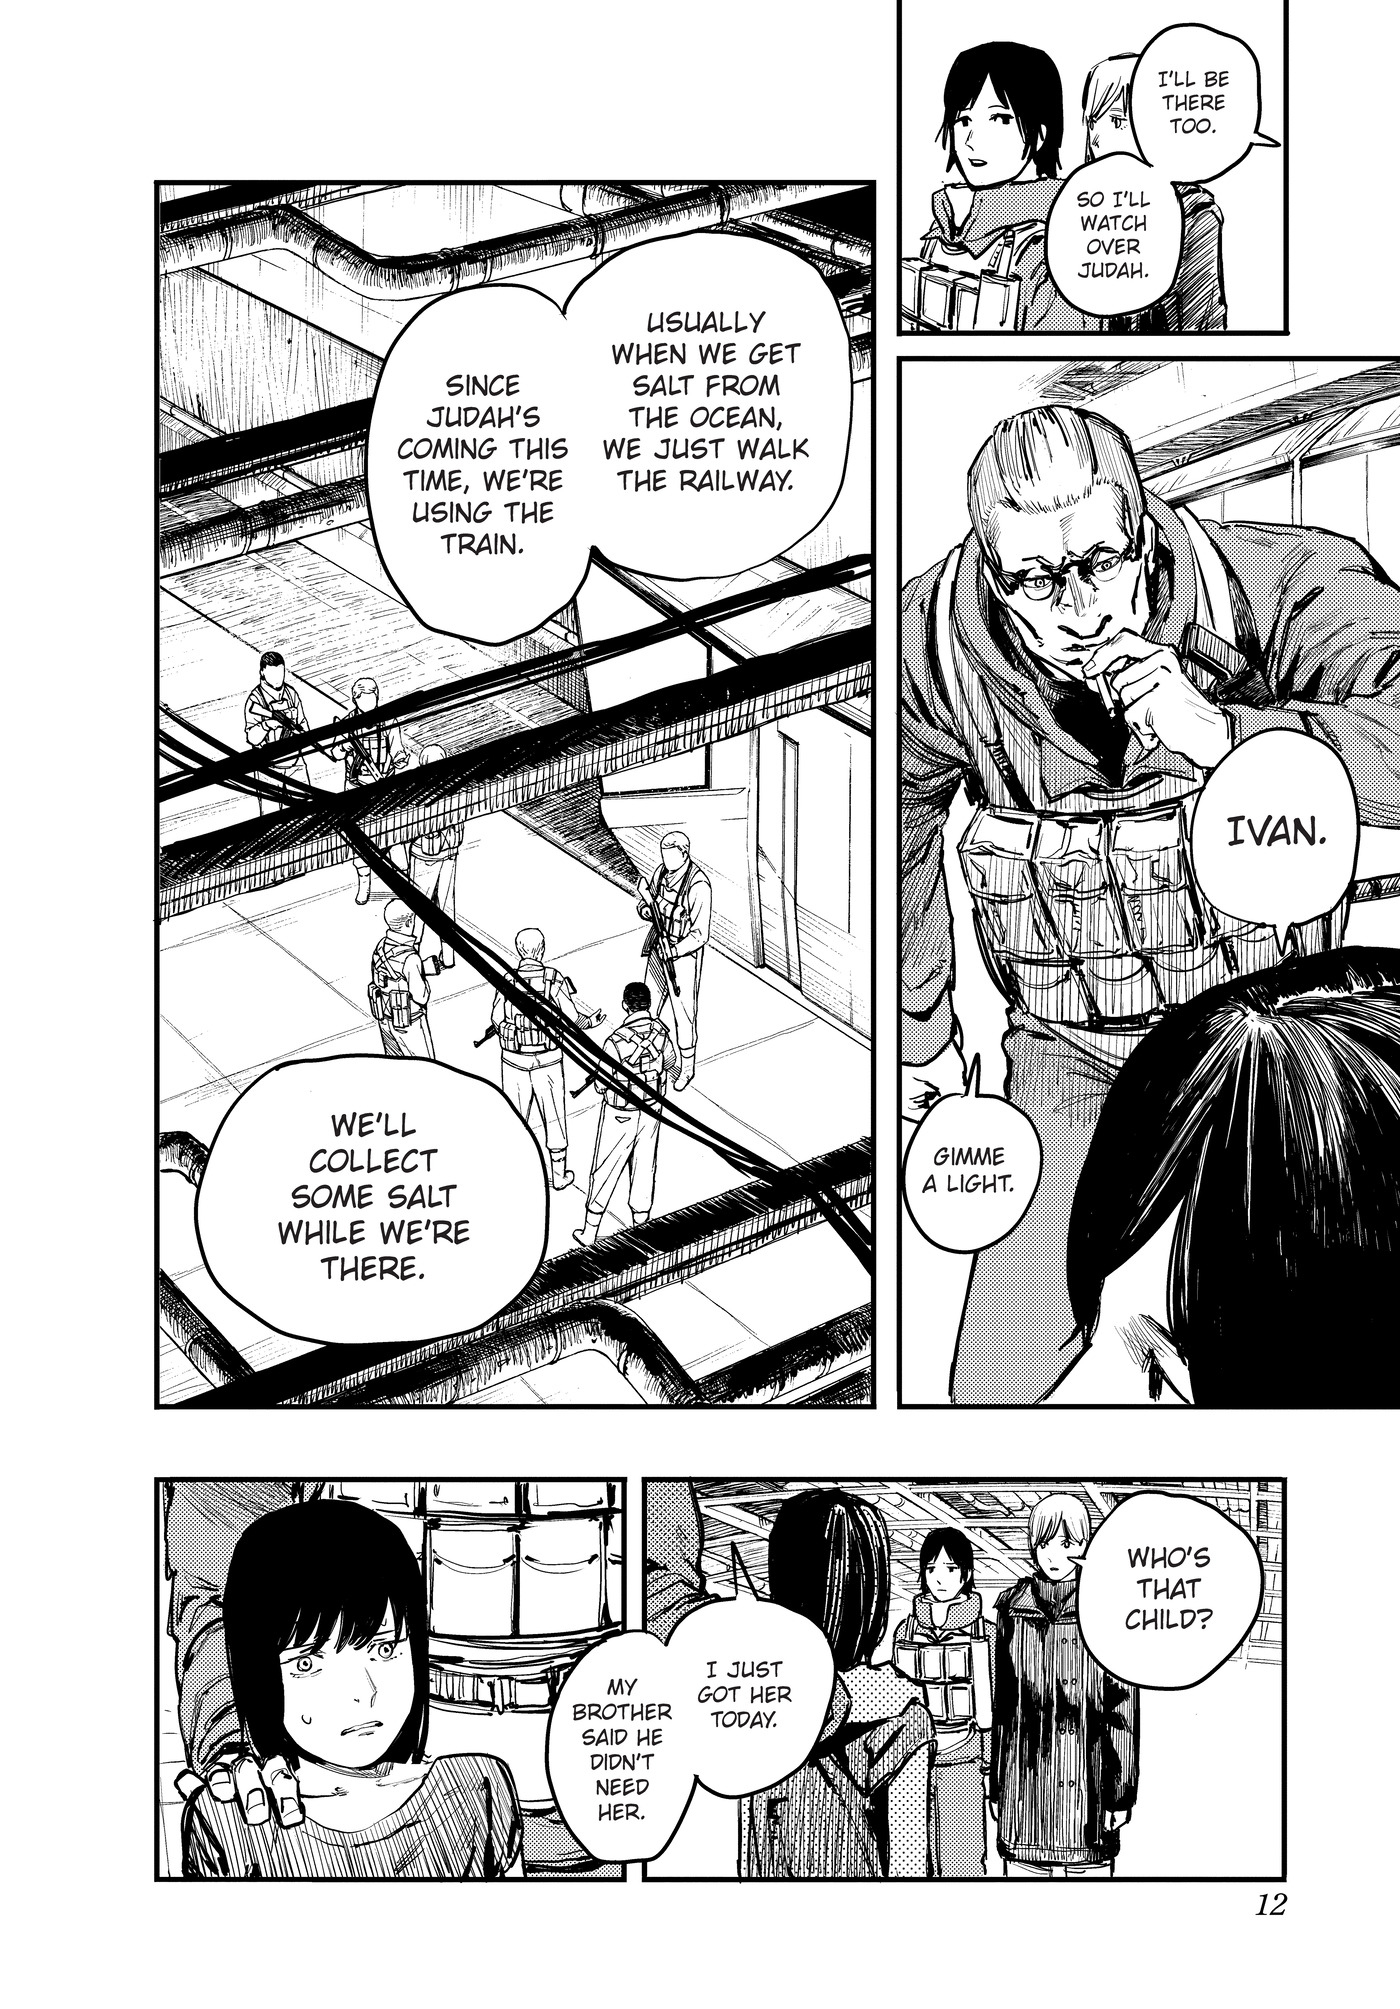 I'LL BE
THERE
TOO.
SO I'LL
WATCH
OVER
JUDAH.
IVAN.
GIMME
A LIGHT.
USUALLY
WHEN WE GET
SALT FROM
THE OCEAN,
WE JUST WALK
THE RAILWAY.
SINCE
JUDAH'S
COMING THIS
TIME, WE'RE
USING THE
TRAIN.
WE'LL
COLLECT
SOME SALT
WHILE WE'RE
THERE.
WHO'S
THAT
CHILD?
I JUST
GOT HER
TODAY.
MY
BROTHER
SAID HE
DIDN'T
NEED
HER.
12